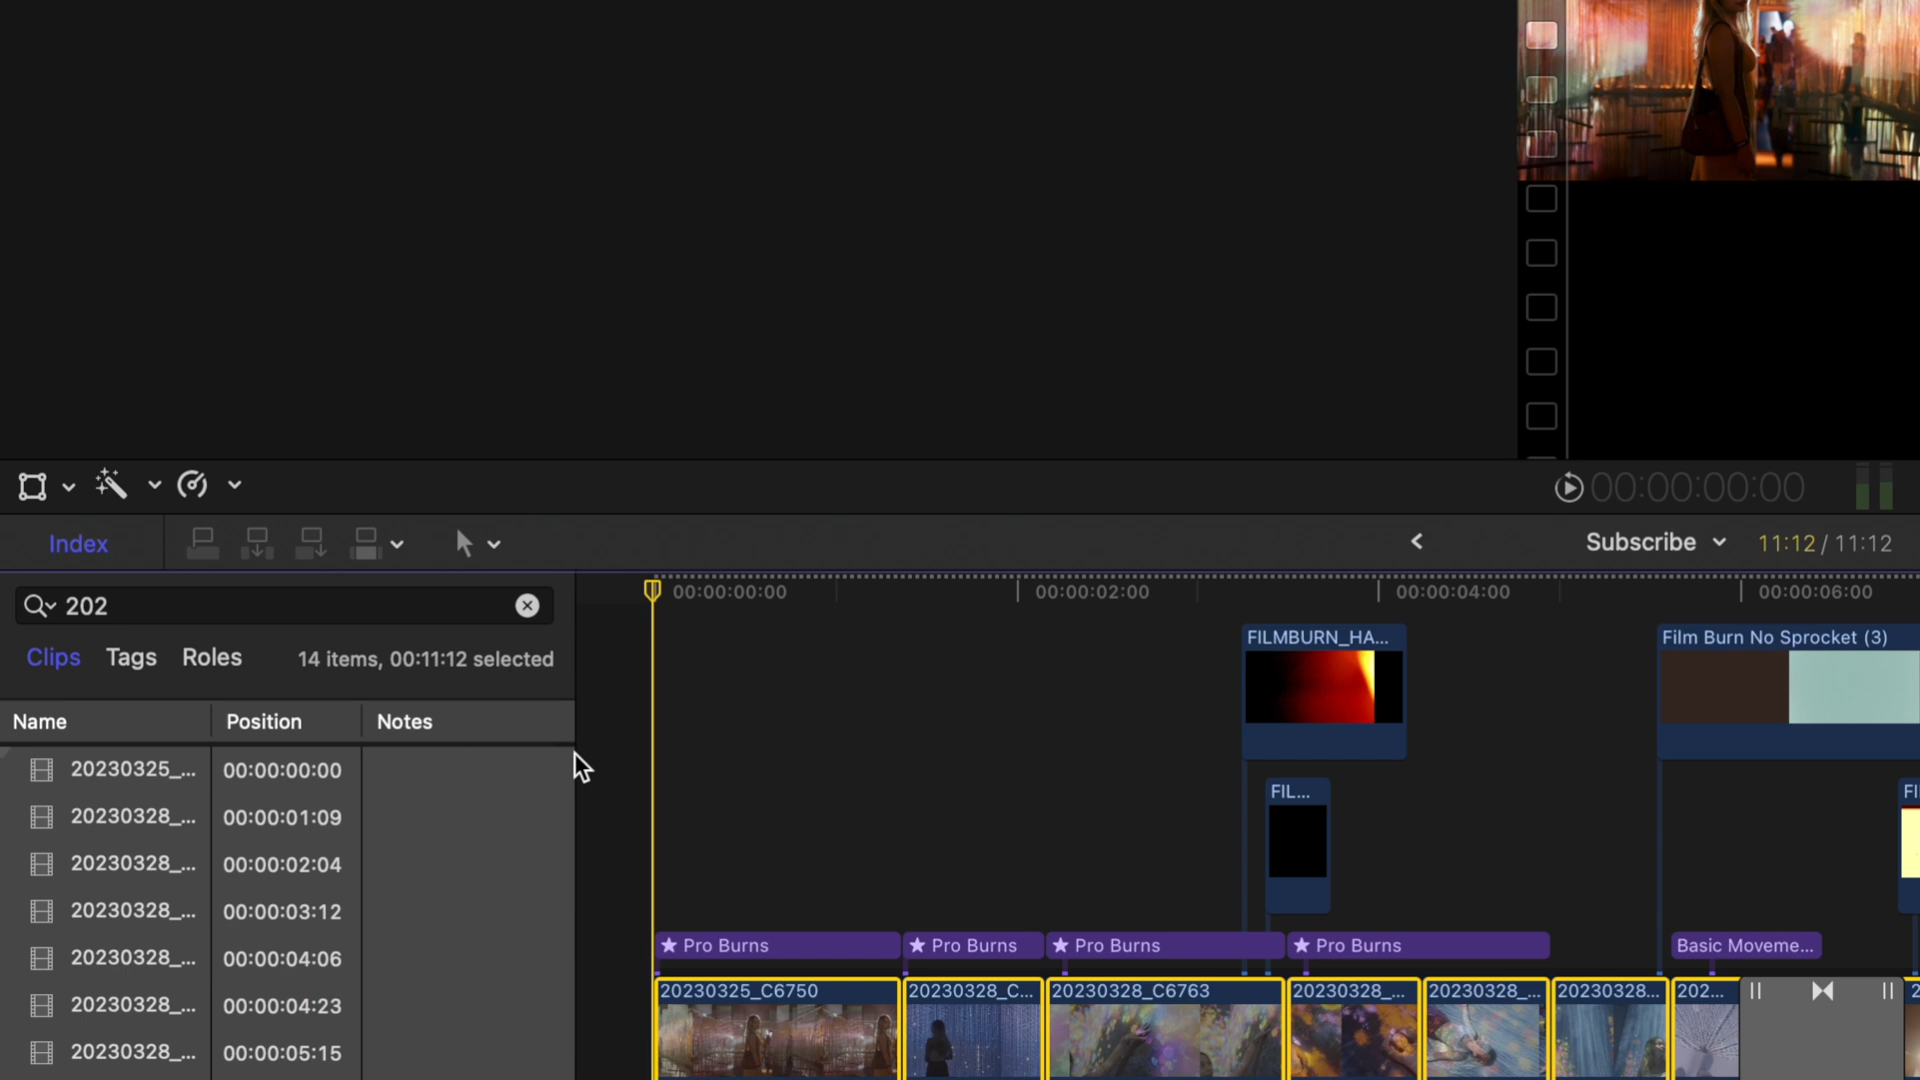 00:00:00:00
Index
Subscribe
11:12 / 11:12
202
Clips Tags Roles 14 items, 00:11:12 selected
Name Position Notes
20230325_... 00:00:00:00
20230328_... 00:00:01:09
20230328_... 00:00:02:04
20230328_... 00:00:03:12
20230328_... 00:00:04:06
20230328_... 00:00:04:23
20230328_... 00:00:05:15
00:00:00:00 00:00:02:00 00:00:04:00 00:00:06:00
FILMBURN_HA... Film Burn No Sprocket (3)
FIL... FI
Pro Burns Pro Burns Pro Burns Pro Burns Basic Moveme...
20230325_C6750 20230328_C... 20230328_C6763 20230328_... 20230328_... 20230328... 202... 2